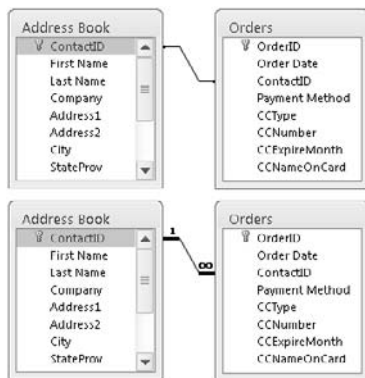 Address Book
ContactID
First Name
Last Name
Company
Address1
Address2
City
StateProv
Orders
OrderID
Order Date
ContactID
Payment Method
CCType
CCNumber
CCExpireMonth
CCNameOnCard
Address Book
ContactID
First Name
Last Name
Company
Address1
Address2
City
StateProv
1
∞
Orders
OrderID
Order Date
ContactID
Payment Method
CCType
CCNumber
CCExpireMonth
CCNameOnCard